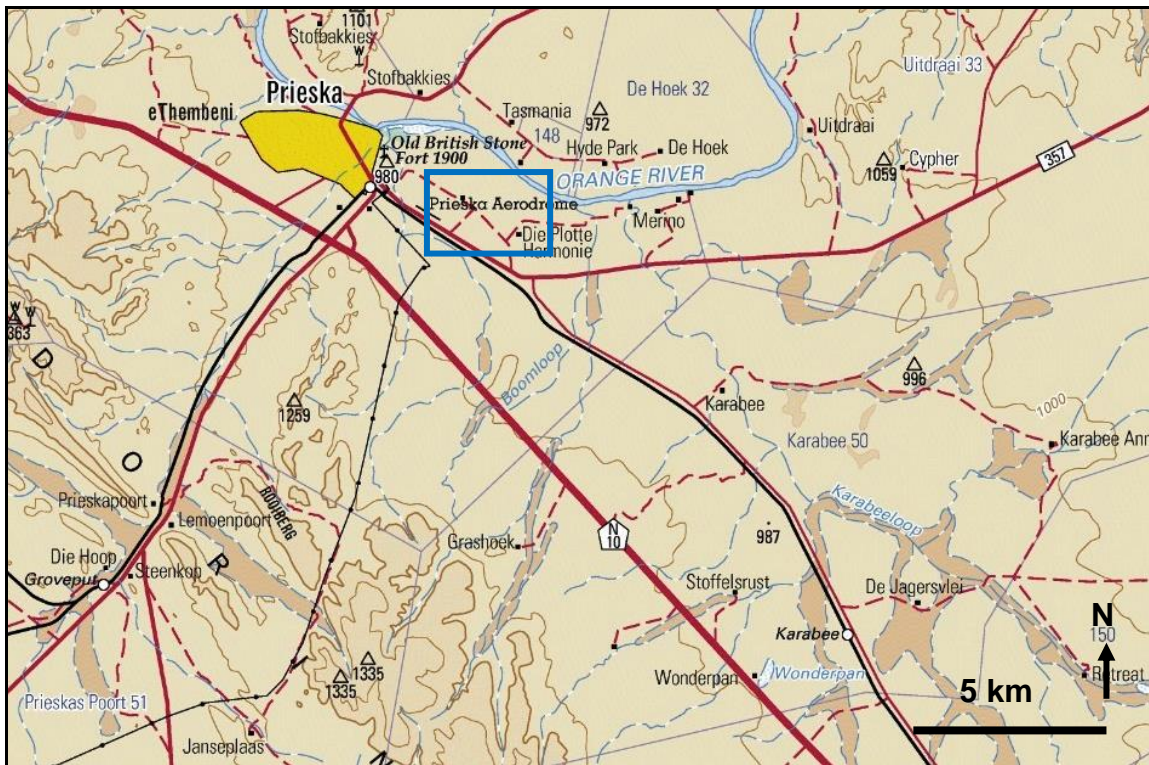 1101
Stofbakkies
Prieska
Stofbakkies
eThembeni
Tasmania
De Hoek 32
Uitdraai 33
148
972
Old British Stone
Fort 1900
980
Hyde Park
De Hoek
Uitdraai
Cypher
1059
357
ORANGE RIVER
Prieska Aerodrome
Merino
Die Plotte
Harmonie
363
D
Boomloop
1259
996
Karabee
1000
Karabee 50
Karabee Ann
O
Prieskapoort
ROOIBERG
Lemoenpoort
Karabeeloop
N
10
987
Grashoek
Die Hoop
Groveput
Steenkop
R
Stoffelsrust
De Jagersvlei
N
150
Karabee
I
1335
1335
Wonderpan
Wonderpan
Retreat
5 km
Prieskas Poort 51
Janseplaas
N